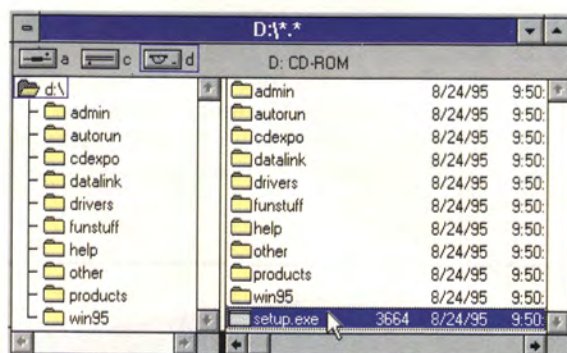 D:\*.*
a c d D: CD-ROM
d:\
admin
autorun
cdexpo
datalink
drivers
funstuff
help
other
products
win95
admin 8/24/95 9:50:
autorun 8/24/95 9:50:
cdexpo 8/24/95 9:50:
datalink 8/24/95 9:50:
drivers 8/24/95 9:50:
funstuff 8/24/95 9:50:
help 8/24/95 9:50:
other 8/24/95 9:50:
products 8/24/95 9:50:
win95 8/24/95 9:50:
setup.exe 3664 8/24/95 9:50: